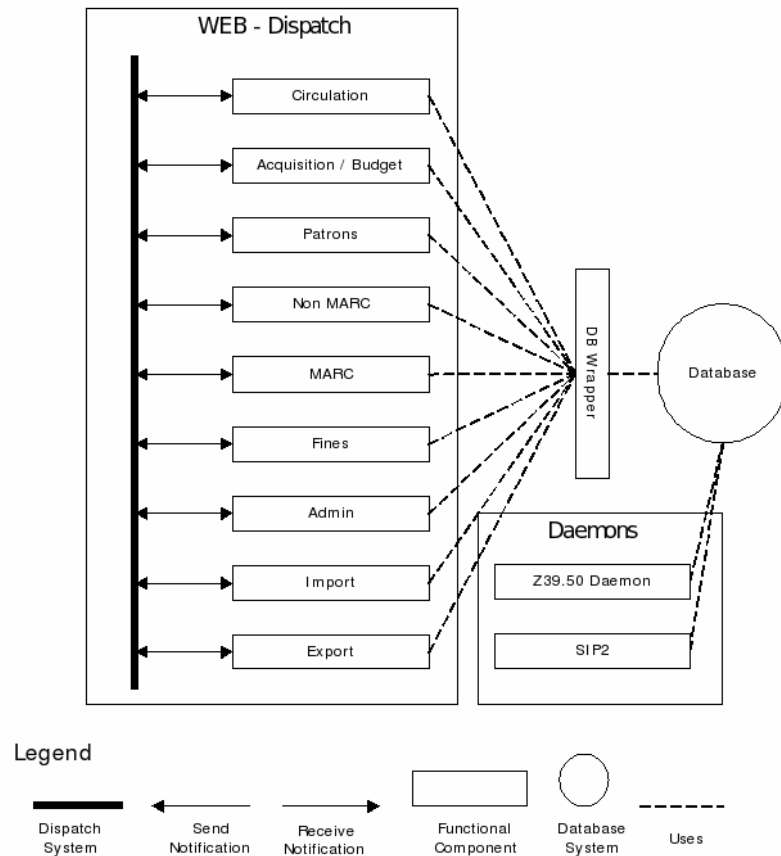 WEB - Dispatch
Circulation
Acquisition / Budget
Patrons
Non MARC
MARC
Fines
Admin
Import
Export
DB Wrapper
Database
Daemons
Z39.50 Daemon
SIP2
Legend
Dispatch
System
Send
Notification
Receive
Notification
Functional
Component
Database
System
Uses